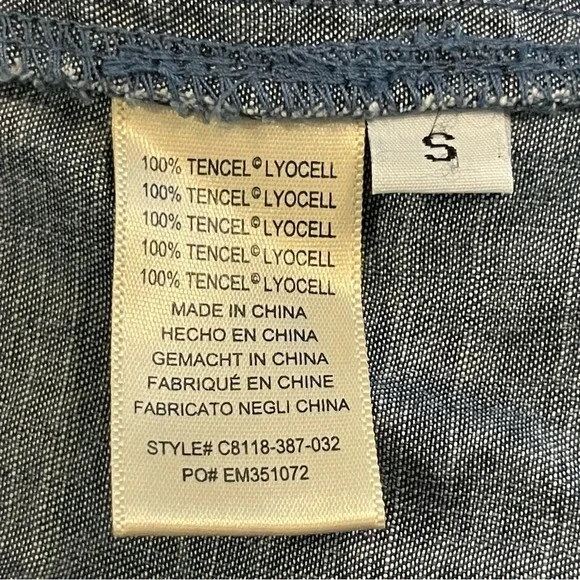 100% TENCEL© LYOCELL
100% TENCEL© LYOCELL
100% TENCEL© LYOCELL
100% TENCEL© LYOCELL
100% TENCEL© LYOCELL
MADE IN CHINA
HECHO EN CHINA
GEMACHT IN CHINA
FABRIQUÉ EN CHINE
FABRICATO NEGLI CHINA
STYLE# C8118-387-032
PO# EM351072
S